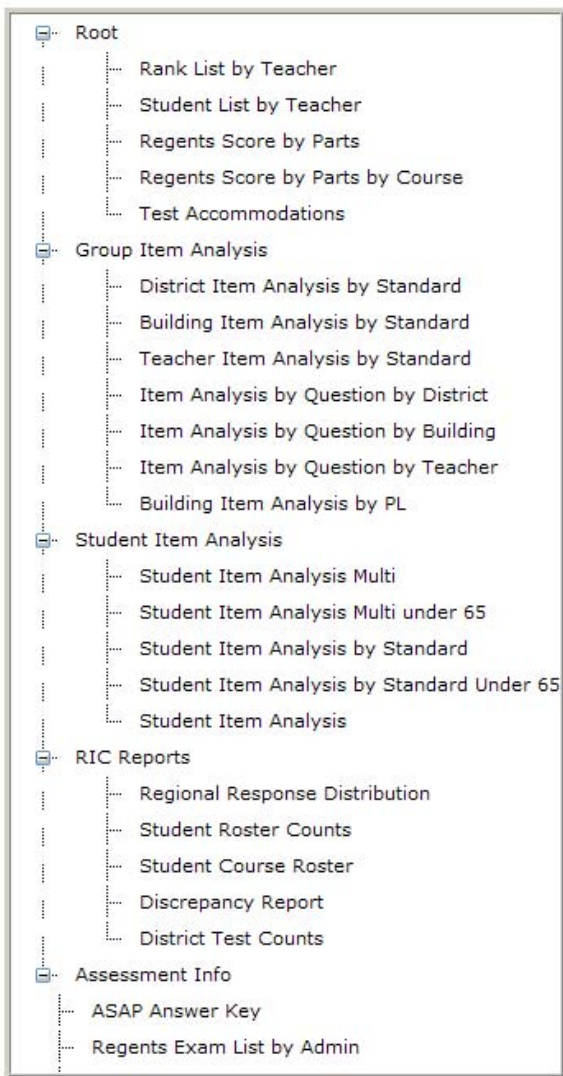 Root
Rank List by Teacher
Student List by Teacher
Regents Score by Parts
Regents Score by Parts by Course
Test Accommodations
Group Item Analysis
District Item Analysis by Standard
Building Item Analysis by Standard
Teacher Item Analysis by Standard
Item Analysis by Question by District
Item Analysis by Question by Building
Item Analysis by Question by Teacher
Building Item Analysis by PL
Student Item Analysis
Student Item Analysis Multi
Student Item Analysis Multi under 65
Student Item Analysis by Standard
Student Item Analysis by Standard Under 65
Student Item Analysis
RIC Reports
Regional Response Distribution
Student Roster Counts
Student Course Roster
Discrepancy Report
District Test Counts
Assessment Info
ASAP Answer Key
Regents Exam List by Admin